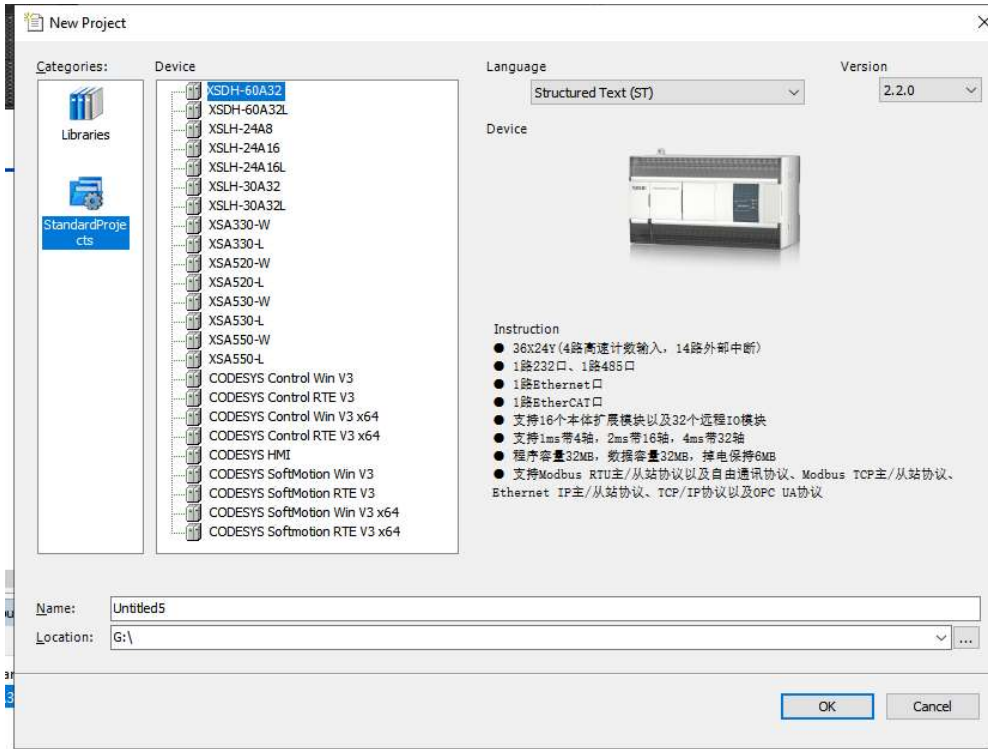 New Project
Categories:
Libraries
StandardProje
cts
Device
XSDH-60A32
XSDH-60A32L
XSLH-24A8
XSLH-24A16
XSLH-24A16L
XSLH-30A32
XSLH-30A32L
XSA330-W
XSA330-L
XSA520-W
XSA520-L
XSA530-W
XSA530-L
XSA550-W
XSA550-L
CODESYS Control Win V3
CODESYS Control RTE V3
CODESYS Control Win V3 x64
CODESYS Control RTE V3 x64
CODESYS HMI
CODESYS SoftMotion Win V3
CODESYS SoftMotion RTE V3
CODESYS SoftMotion Win V3 x64
CODESYS Softmotion RTE V3 x64
Language
Structured Text (ST)
Version
2.2.0
Device
Instruction
● 36X24Y(4路高速计数输入，14路外部中断)
● 1路232口、1路485口
● 1路Ethernet口
● 1路EtherCAT口
● 支持16个本体扩展模块以及32个远程IO模块
● 支持1ms带4轴，2ms带16轴，4ms带32轴
● 程序容量32MB，数据容量32MB，掉电保持6MB
● 支持Modbus RTU主/从站协议以及自由通讯协议、Modbus TCP主/从站协议、
Ethernet IP主/从站协议、TCP/IP协议以及OPC UA协议
Name:
Untitled5
Location:
G:\
...
OK
Cancel